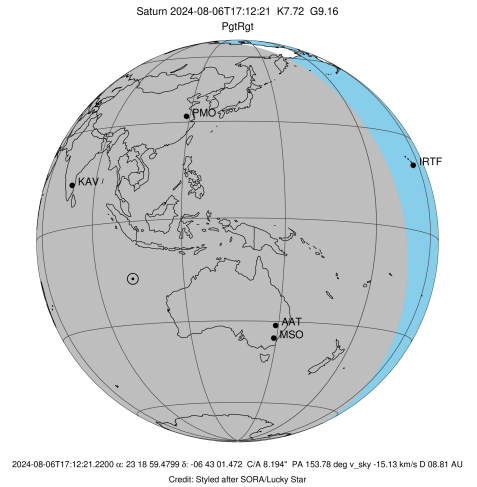 Saturn 2024-08-06T17:12:21  K7.72  G9.16
PgtRgt
PMO
IRTF
KAV
AAT
MSO
2024-08-06T17:12:21.2200 α: 23 18 59.4799 δ: -06 43 01.472  C/A 8.194"  PA 153.78 deg v_sky -15.13 km/s D 08.81 AU
Credit: Styled after SORA/Lucky Star